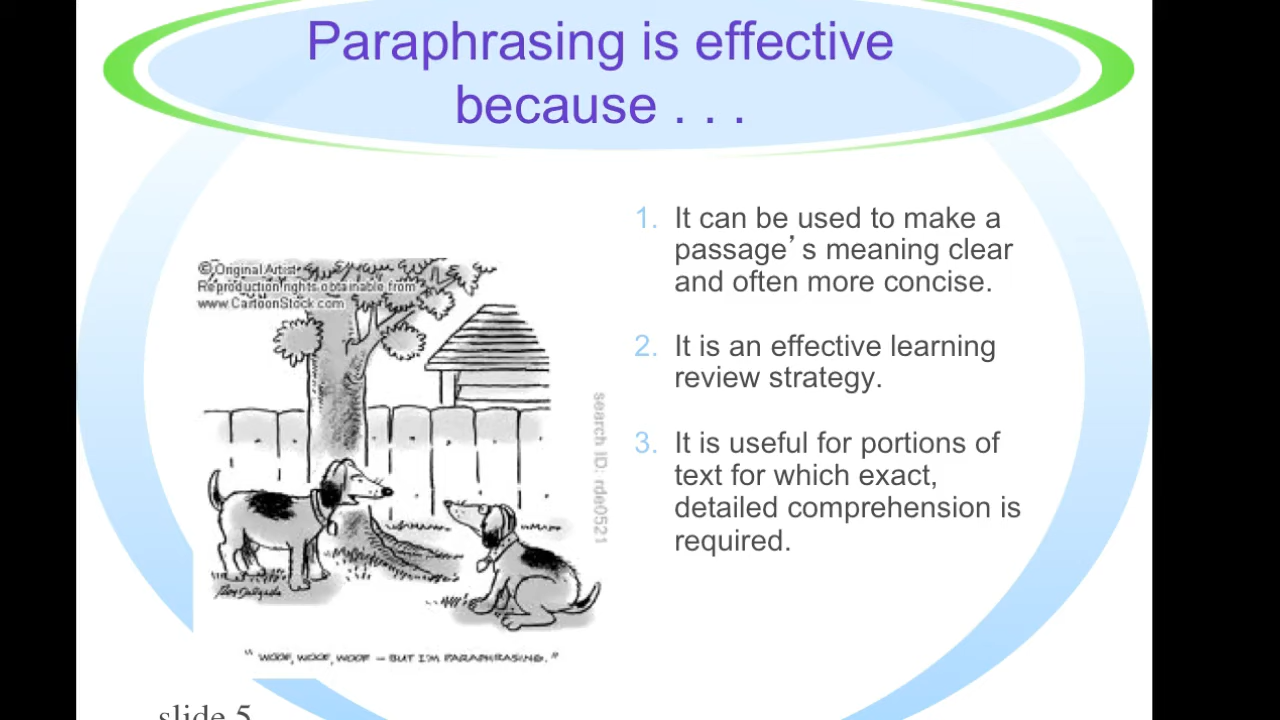 Paraphrasing is effective
because . . .
1. It can be used to make a
passage’s meaning clear
and often more concise.
2. It is an effective learning
review strategy.
3. It is useful for portions of
text for which exact,
detailed comprehension is
required.
© Original Artist
Reproduction rights obtainable from
www.CartoonStock.com
search ID: rde0521
"WOOF, WOOF, WOOF – BUT I'M PARAPHRASING."
slide 5